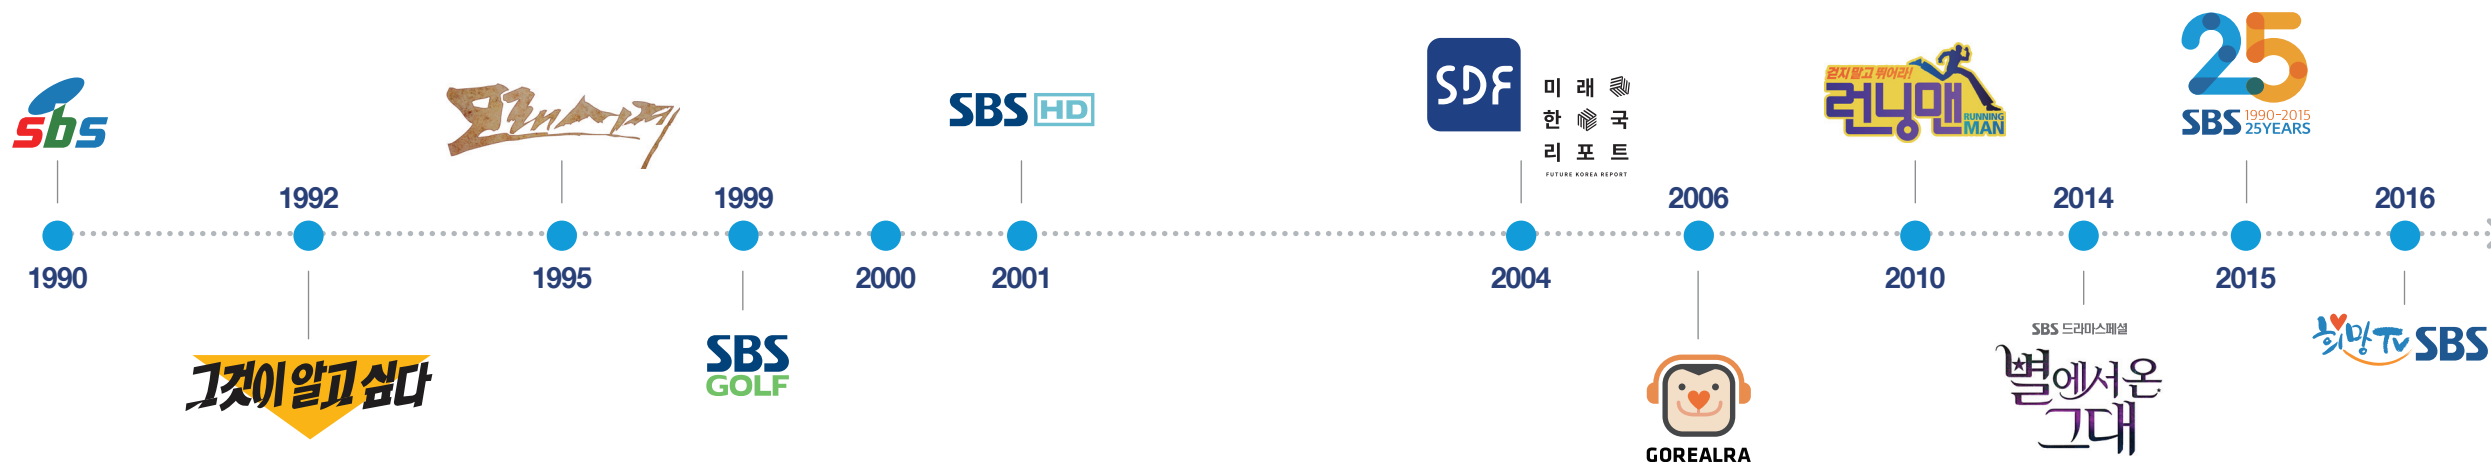 sbs
1990
1992
그것이 알고 싶다
모래시계
1995
1999
SBS
GOLF
2000
SBS HD
2001
SDF
미래
한국
리포트
FUTURE KOREA REPORT
2004
2006
GOREALRA
걷지말고 뛰어라!
런닝맨
RUNNING
MAN
2010
2014
SBS 드라마스페셜
별에서 온
그대
25
SBS 1990-2015
25YEARS
2015
2016
희망TV SBS